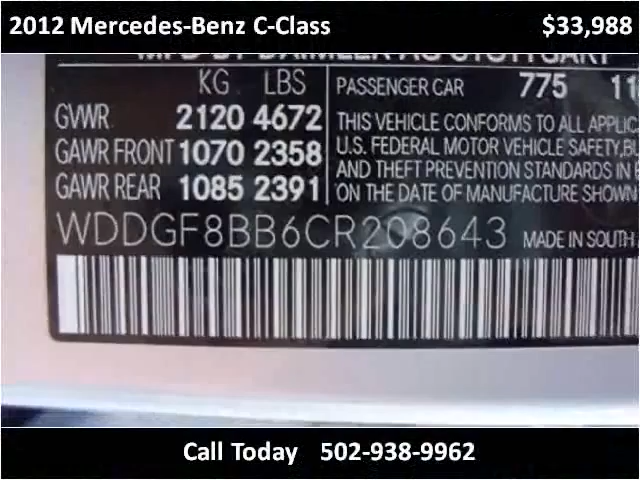 2012 Mercedes-Benz C-Class $33,988
KG LBS
GVWR 2120 4672
GAWR FRONT 1070 2358
GAWR REAR 1085 2391
PASSENGER CAR 775
THIS VEHICLE CONFORMS TO ALL
U.S. FEDERAL MOTOR VEHICLE SAFETY,
AND THEFT PREVENTION STANDARDS IN
ON THE DATE OF MANUFACTURE SHOWN
WDDGF8BB6CR208643 MADE IN SOUTH
Call Today 502-938-9962